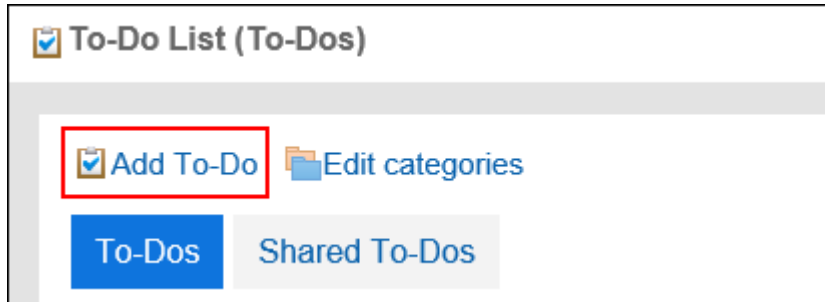 To-Do List (To-Dos)
Add To-Do Edit categories
To-Dos Shared To-Dos